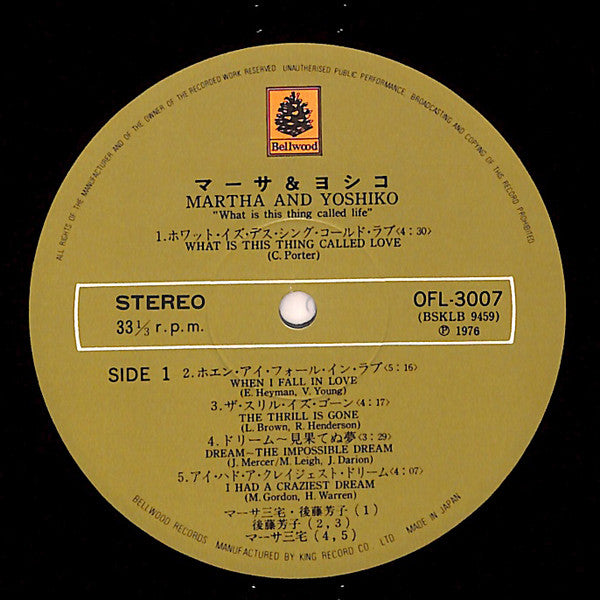 ALL RIGHTS OF THE MANUFACTURER AND OF THE OWNER OF THE RECORDED WORK RESERVED. UNAUTHORISED PUBLIC PERFORMANCE, BROADCASTING AND COPYING OF THIS RECORD PROHIBITED
Bellwood
マーサ&ヨシコ
MARTHA AND YOSHIKO
"What is this thing called life"
1.ホワット・イズ・デス・シング・コールド・ラブ<4:30>
WHAT IS THIS THING CALLED LOVE
(C. Porter)
STEREO
33 1/3 r.p.m.
OFL-3007
(BSKLB 9459)
Ⓟ 1976
SIDE 1
2.ホエン・アイ・フォール・イン・ラブ<5:16>
WHEN I FALL IN LOVE
(E. Heyman, V. Young)
3.ザ・スリル・イズ・ゴーン<4:17>
THE THRILL IS GONE
(L. Brown, R. Henderson)
4.ドリーム〜見果てぬ夢<3:29>
DREAM~THE IMPOSSIBLE DREAM
(J. Mercer/M. Leigh, J. Darion)
5.アイ・ハド・ア・クレイジェスト・ドリーム<4:07>
I HAD A CRAZIEST DREAM
(M. Gordon, H. Warren)
マーサ三宅・後藤芳子(1)
後藤芳子(2,3)
マーサ三宅(4,5)
BELLWOOD RECORDS MANUFACTURED BY KING RECORD CO. LTD. MADE IN JAPAN